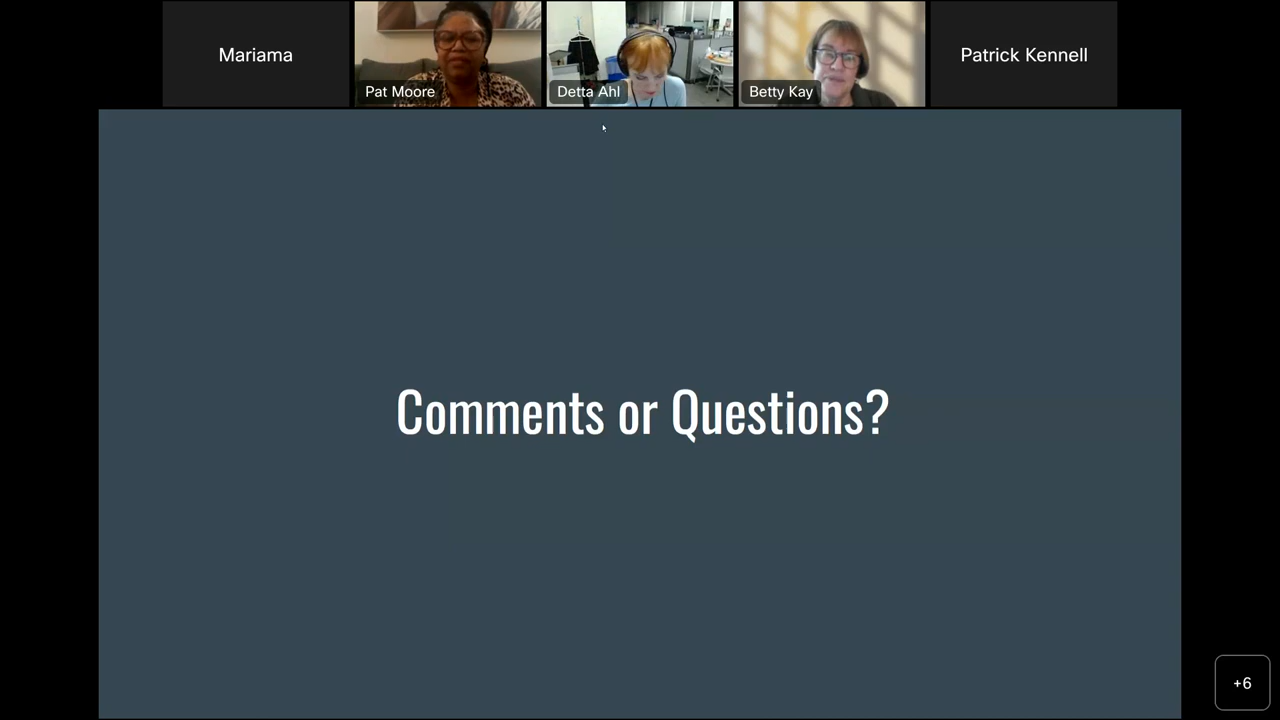 Mariama
Pat Moore
Detta Ahl
Betty Kay
Patrick Kennell
Comments or Questions?
+6